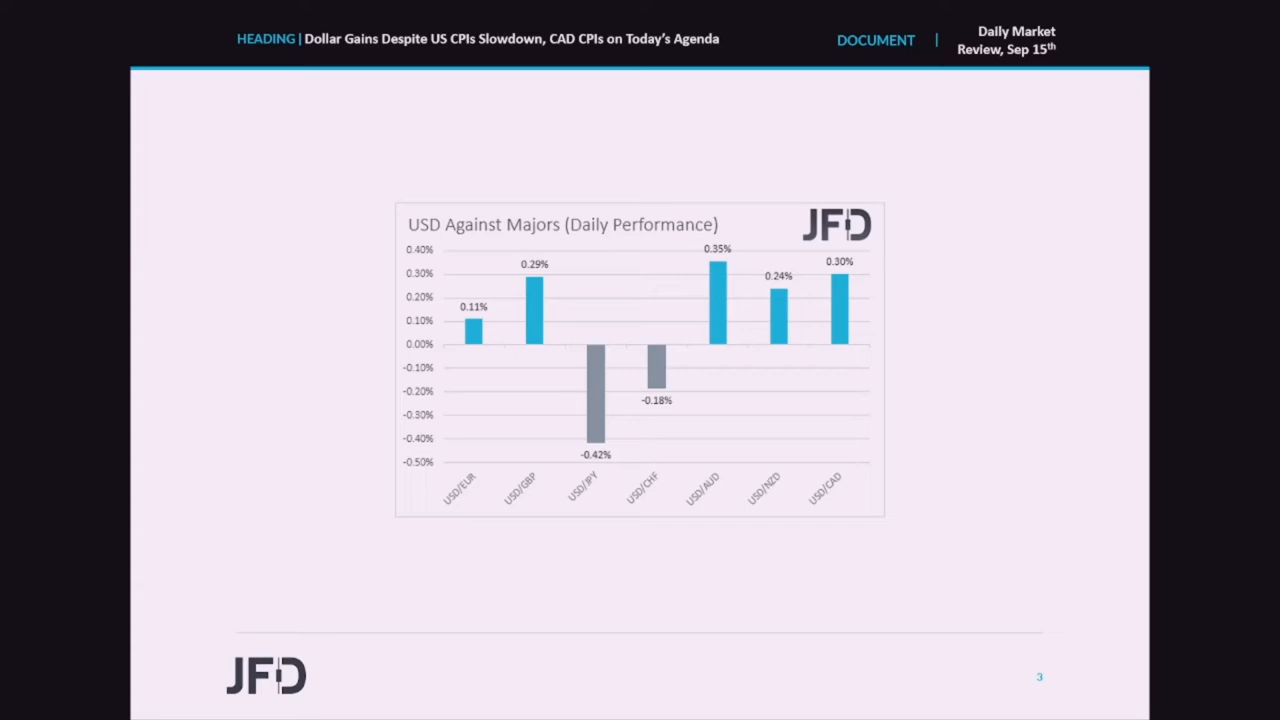 HEADING | Dollar Gains Despite US CPIs Slowdown, CAD CPIs on Today's Agenda
DOCUMENT |
Daily Market
Review, Sep 15th
USD Against Majors (Daily Performance)
JFD
0.40%
0.30%
0.20%
0.10%
0.00%
-0.10%
-0.20%
-0.30%
-0.40%
-0.50%
0.11%
0.29%
-0.42%
-0.18%
0.35%
0.24%
0.30%
USD/EUR
USD/GBP
USD/JPY
USD/CHF
USD/AUD
USD/NZD
USD/CAD
JFD
3